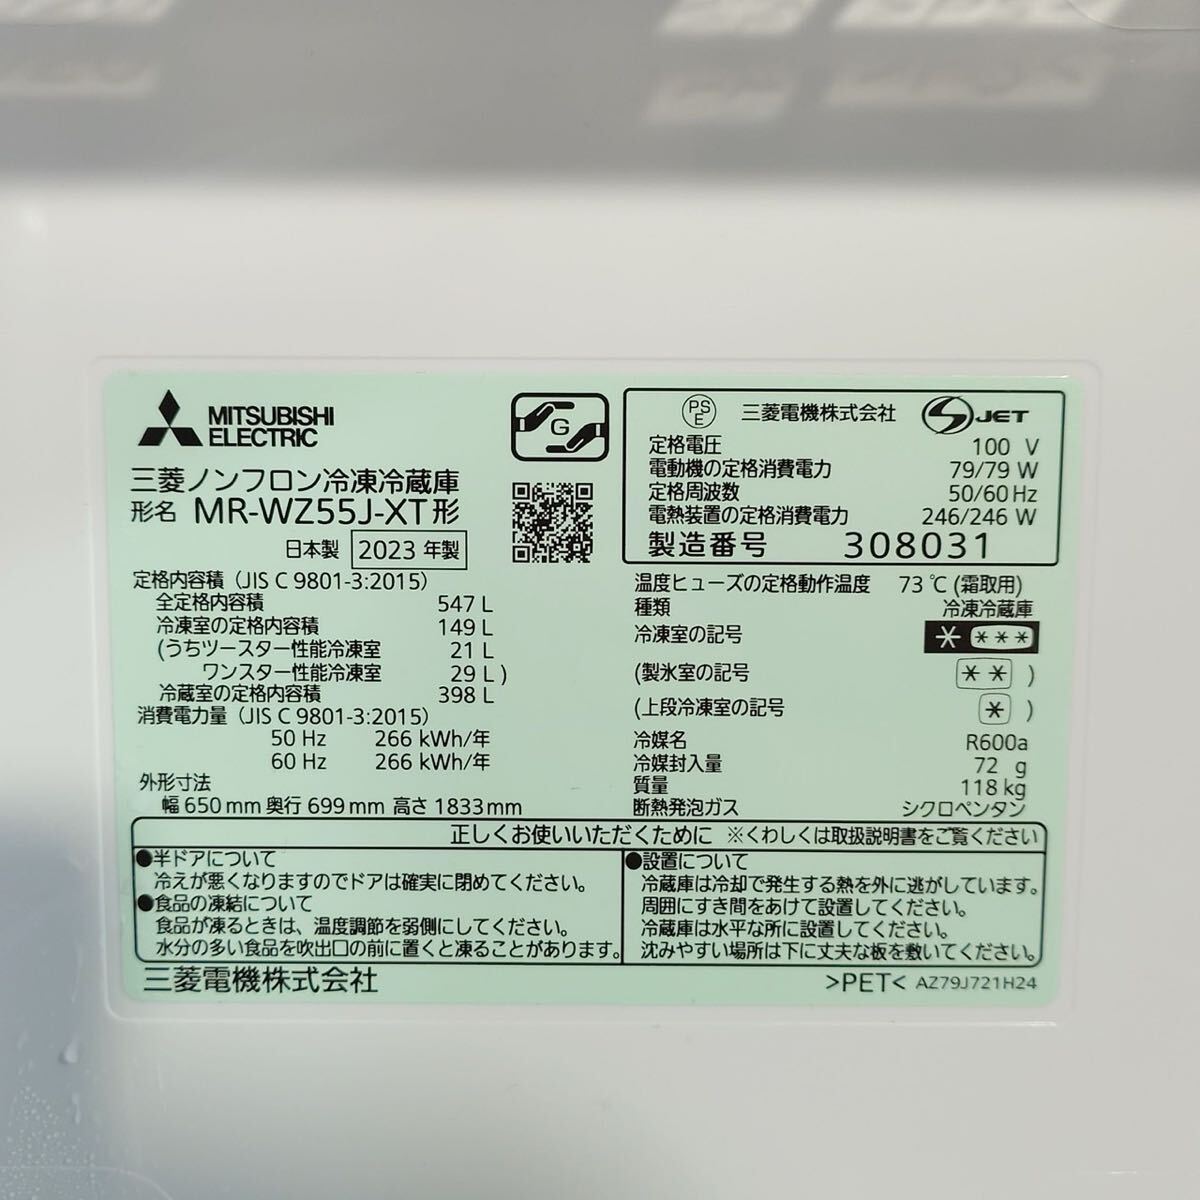 MITSUBISHI
ELECTRIC
三菱ノンフロン冷凍冷蔵庫
形名 MR-WZ55J-XT形
日本製 2023年製
G
PS
E
三菱電機株式会社
S JET
定格電圧 100 V
電動機の定格消費電力 79/79 W
定格周波数 50/60 Hz
電熱装置の定格消費電力 246/246 W
製造番号 308031
定格内容積 (JIS C 9801-3:2015)
全定格内容積 547 L
冷凍室の定格内容積 149 L
(うちツースター性能冷凍室 21 L
ワンスター性能冷凍室 29 L )
冷蔵室の定格内容積 398 L
消費電力量 (JIS C 9801-3:2015)
50 Hz 266 kWh/年
60 Hz 266 kWh/年
外形寸法
幅 650 mm 奥行 699 mm 高さ 1833 mm
温度ヒューズの定格動作温度 73 ℃ (霜取用)
種類 冷凍冷蔵庫
冷凍室の記号 * ***
(製氷室の記号 ** )
(上段冷凍室の記号 * )
冷媒名 R600a
冷媒封入量 72 g
質量 118 kg
断熱発泡ガス シクロペンタン
正しくお使いいただくために ※くわしくは取扱説明書をご覧ください
●半ドアについて
冷えが悪くなりますのでドアは確実に閉めてください。
●食品の凍結について
食品が凍るときは、温度調節を弱側にしてください。
水分の多い食品を吹出口の前に置くと凍ることがあります。
●設置について
冷蔵庫は冷却で発生する熱を外に逃がしています。
周囲にすき間をあけて設置してください。
冷蔵庫は水平な所に設置してください。
沈みやすい場所は下に丈夫な板を敷いてください。
三菱電機株式会社
>PET< AZ79J721H24